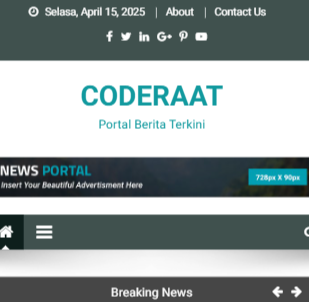 Selasa, April 15, 2025 | About | Contact Us
CODERAAT
Portal Berita Terkini
NEWS PORTAL
Insert Your Beautiful Advertisment Here
728px X 90px
Breaking News